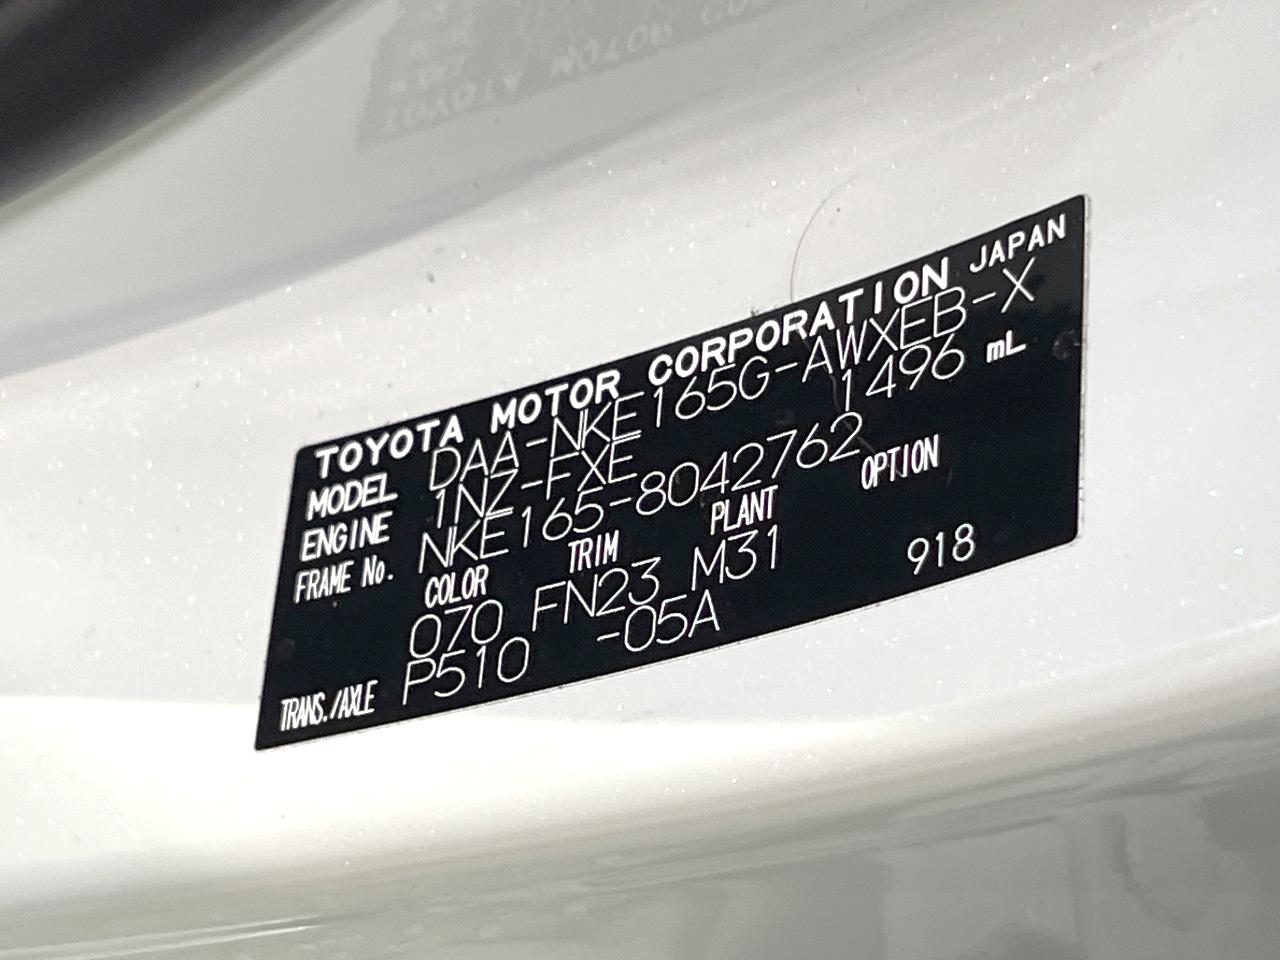 TOYOTA MOTOR CORPORATION JAPAN
MODEL DAA-NKE165G-AWXEB-X
ENGINE 1NZ-FXE 1496 mL
FRAME No. NKE165-8042762
COLOR TRIM PLANT OPTION
070 FN23 M31 918
TRANS./AXLE P510 -05A